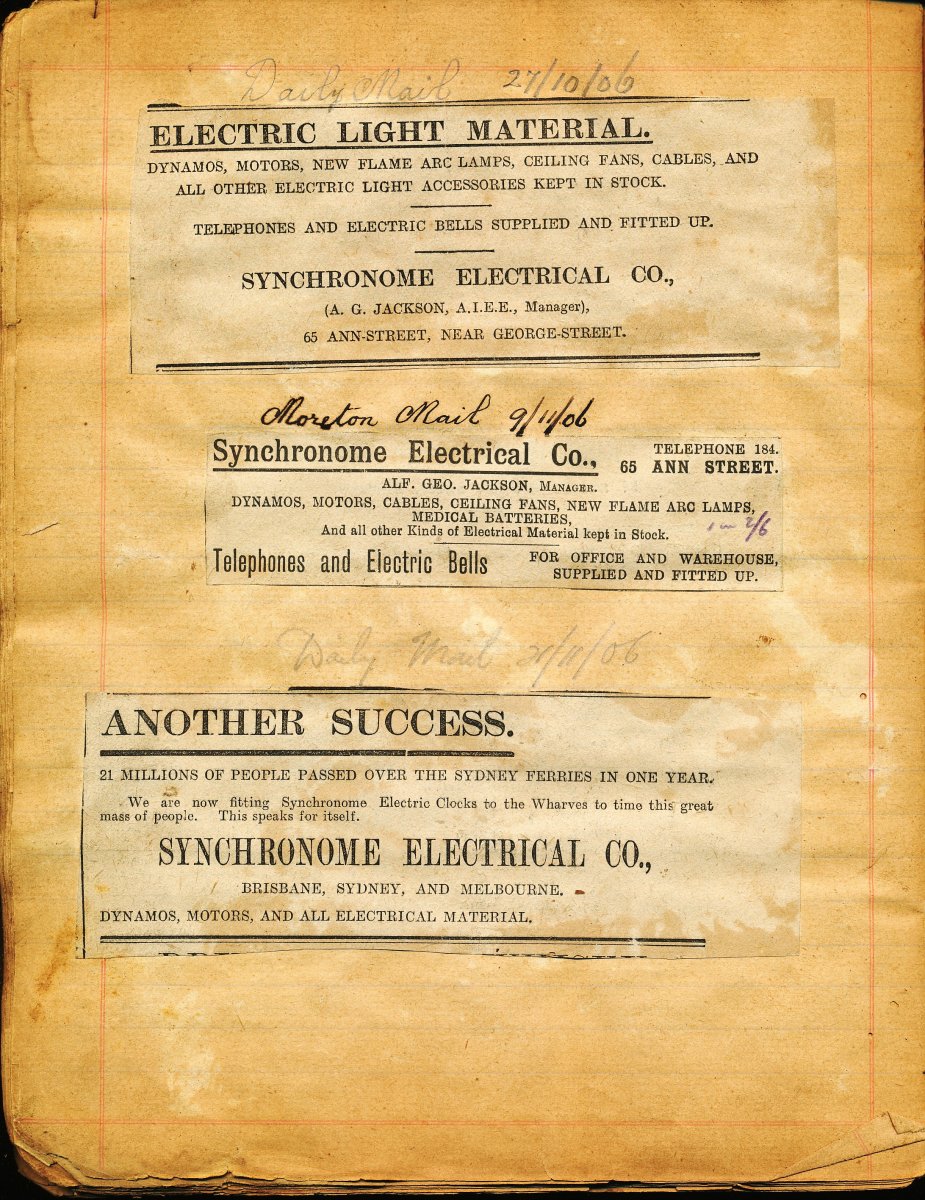 Daily Mail 27/10/06
ELECTRIC LIGHT MATERIAL.
DYNAMOS, MOTORS, NEW FLAME ARC LAMPS, CEILING FANS, CABLES, AND
ALL OTHER ELECTRIC LIGHT ACCESSORIES KEPT IN STOCK.
TELEPHONES AND ELECTRIC BELLS SUPPLIED AND FITTED UP.
SYNCHRONOME ELECTRICAL CO.,
(A. G. JACKSON, A.I.E.E., Manager),
65 ANN-STREET, NEAR GEORGE-STREET.
Moreton Mail 9/11/06
Synchronome Electrical Co., TELEPHONE 184.
65 ANN STREET.
ALF. GEO. JACKSON, MANAGER.
DYNAMOS, MOTORS, CABLES, CEILING FANS, NEW FLAME ARC LAMPS,
MEDICAL BATTERIES,
And all other Kinds of Electrical Material kept in Stock.
2/6
Telephones and Electric Bells FOR OFFICE AND WAREHOUSE,
SUPPLIED AND FITTED UP.
Daily Mail 21/11/06
ANOTHER SUCCESS.
21 MILLIONS OF PEOPLE PASSED OVER THE SYDNEY FERRIES IN ONE YEAR.
We are now fitting Synchronome Electric Clocks to the Wharves to time this great
mass of people. This speaks for itself.
SYNCHRONOME ELECTRICAL CO.,
BRISBANE, SYDNEY, AND MELBOURNE.
DYNAMOS, MOTORS, AND ALL ELECTRICAL MATERIAL.